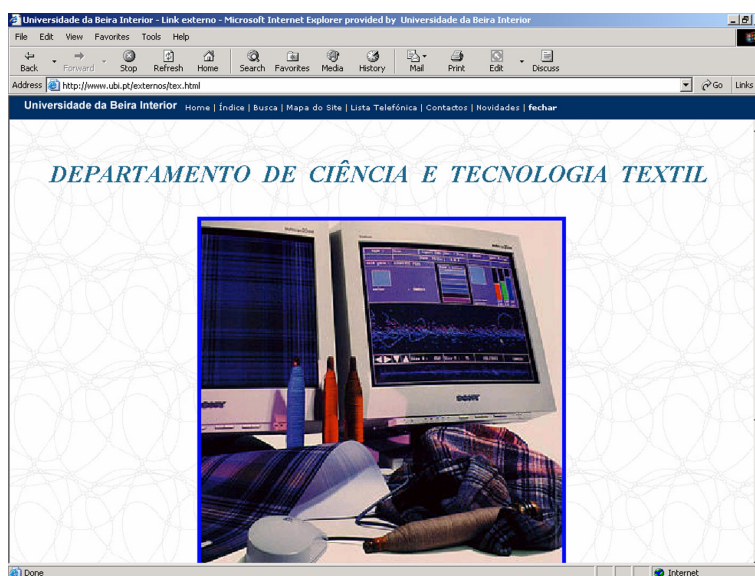 Universidade da Beira Interior - Link externo - Microsoft Internet Explorer provided by Universidade da Beira Interior
File Edit View Favorites Tools Help
Back Forward Stop Refresh Home Search Favorites Media History Mail Print Edit Discuss
Address http://www.ubi.pt/externos/tex.html Go Links
Universidade da Beira Interior Home | Índice | Busca | Mapa do Site | Lista Telefónica | Contactos | Novidades | fechar
DEPARTAMENTO DE CIÊNCIA E TECNOLOGIA TEXTIL
SONY
SONY
Done Internet